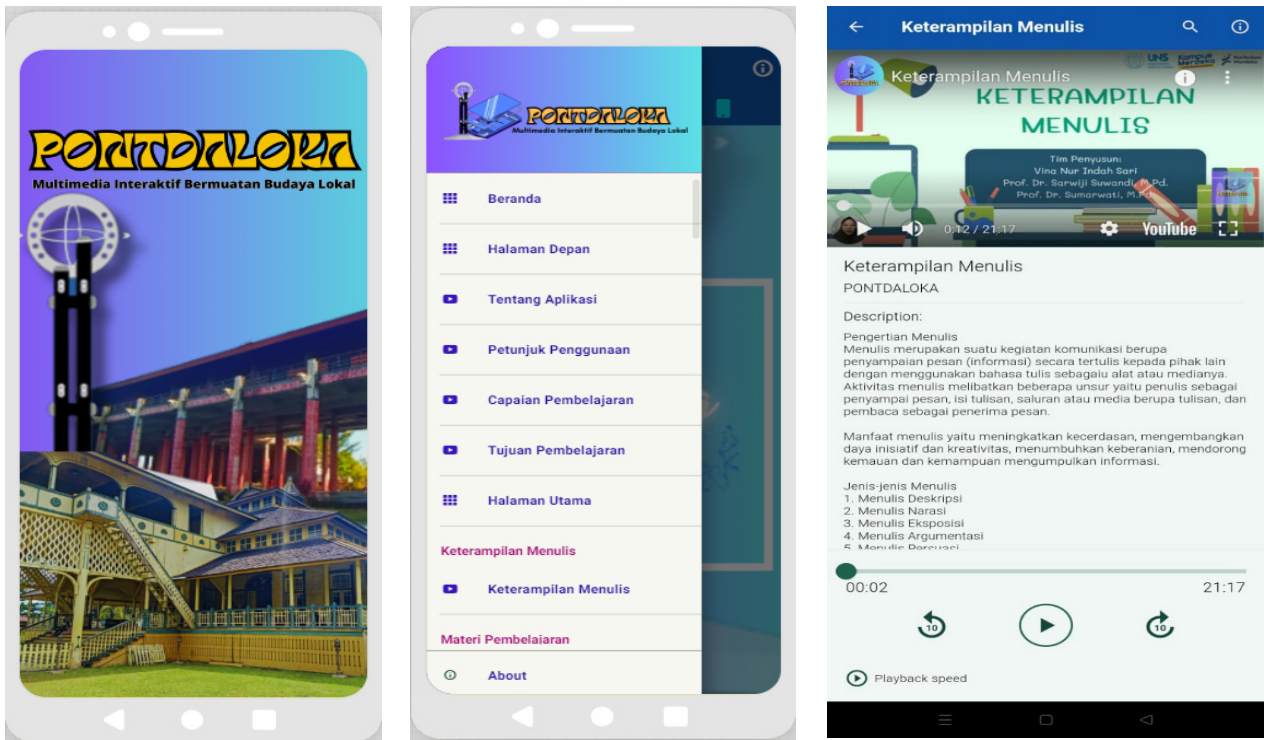 PONTDALOKA
Multimedia Interaktif Bermuatan Budaya Lokal
PONTDALOKA
Multimedia Interaktif Bermuatan Budaya Lokal
Beranda
Halaman Depan
Tentang Aplikasi
Petunjuk Penggunaan
Capaian Pembelajaran
Tujuan Pembelajaran
Halaman Utama
Keterampilan Menulis
Keterampilan Menulis
Materi Pembelajaran
About
Keterampilan Menulis
Keterampilan Menulis
UNS
Kampus
Merdeka
KETERAMPILAN
MENULIS
Tim Penyusun:
Vina Nur Indah Sari
Prof. Dr. Sarwiji Suwandi, M.Pd.
Prof. Dr. Sumarwati, M.Pd.
0:12 / 21:17
YouTube
Keterampilan Menulis
PONTDALOKA
Description:
Pengertian Menulis
Menulis merupakan suatu kegiatan komunikasi berupa
penyampaian pesan (informasi) secara tertulis kepada pihak lain
dengan menggunakan bahasa tulis sebagaiu alat atau medianya.
Aktivitas menulis melibatkan beberapa unsur yaitu penulis sebagai
penyampai pesan, isi tulisan, saluran atau media berupa tulisan, dan
pembaca sebagai penerima pesan.
Manfaat menulis yaitu meningkatkan kecerdasan, mengembangkan
daya inisiatif dan kreativitas, menumbuhkan keberanian, mendorong
kemauan dan kemampuan mengumpulkan informasi.
Jenis-jenis Menulis
1. Menulis Deskripsi
2. Menulis Narasi
3. Menulis Eksposisi
4. Menulis Argumentasi
5. Menulis Persuasi
00:02
21:17
10
10
Playback speed